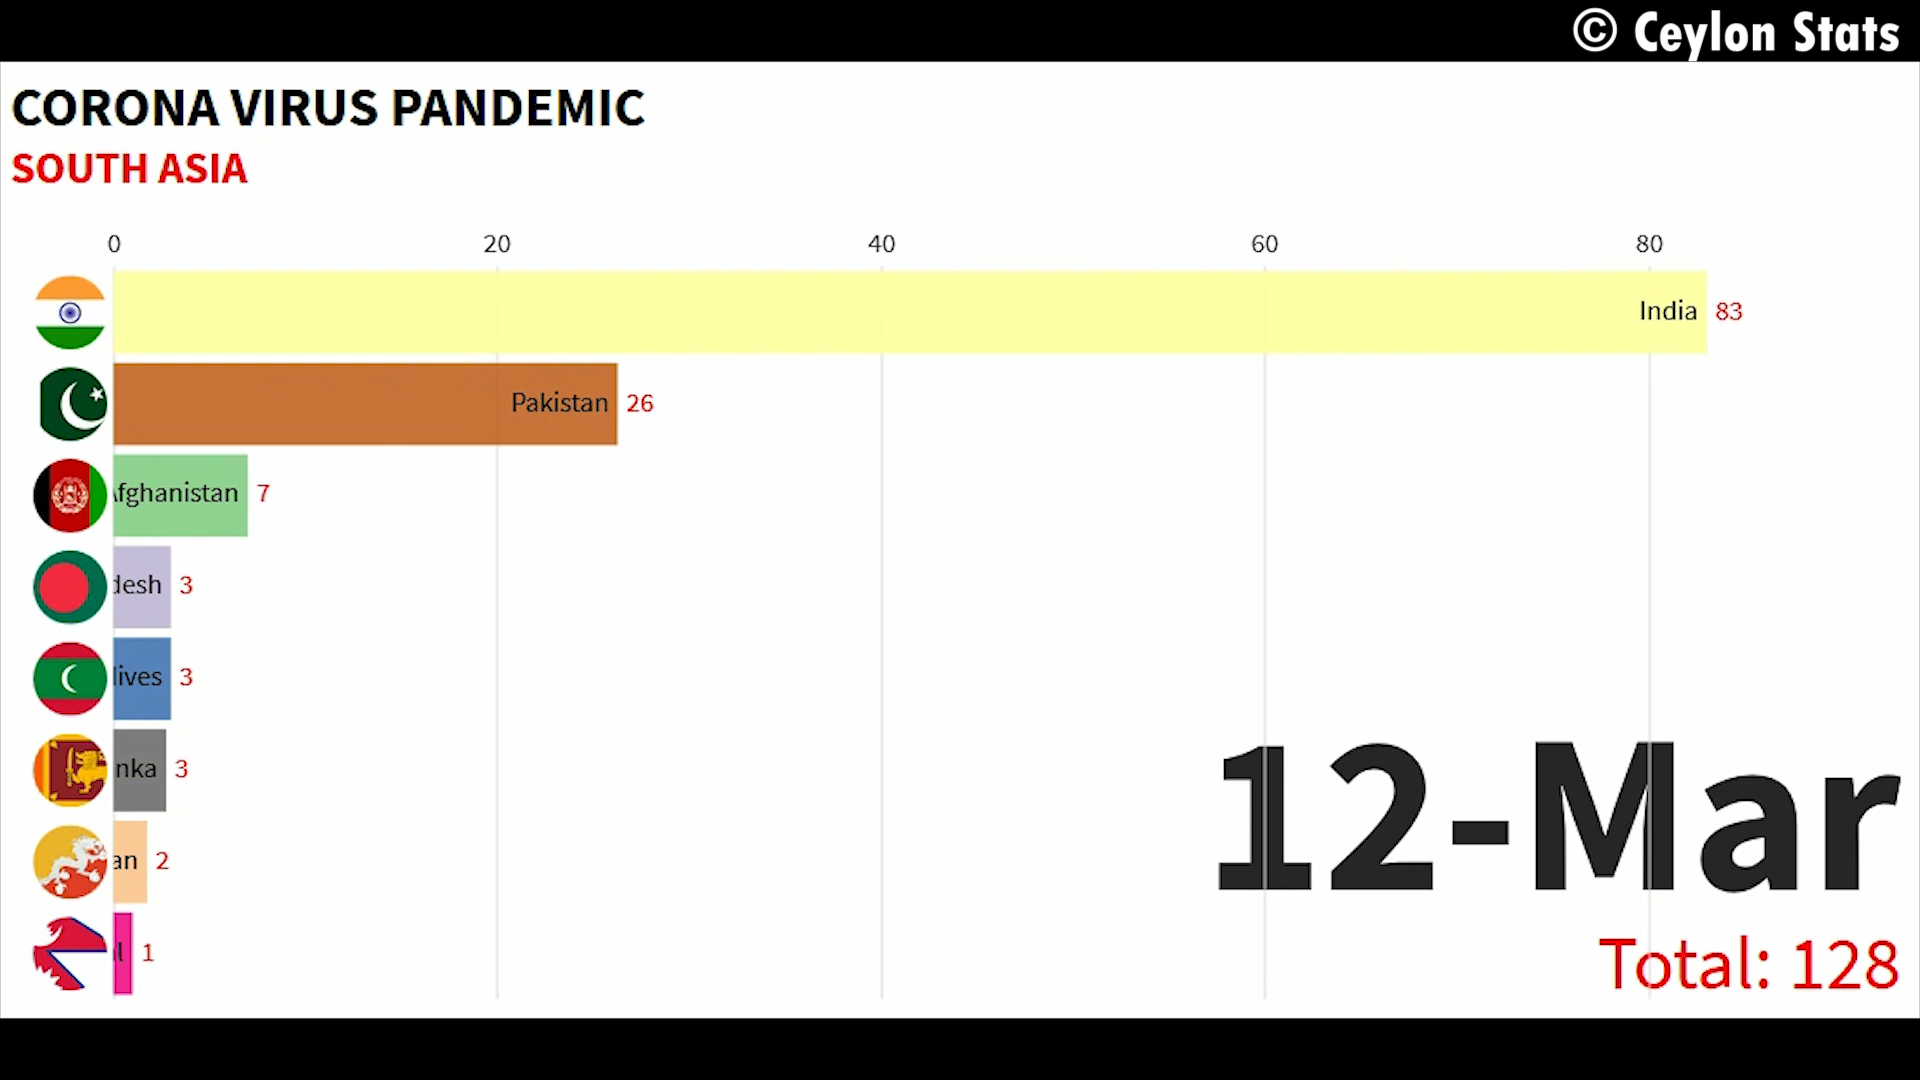 © Ceylon Stats
CORONA VIRUS PANDEMIC
SOUTH ASIA
0 20 40 60 80
India 83
Pakistan 26
fghanistan 7
desh 3
lives 3
nka 3
an 2
l 1
12-Mar
Total: 128